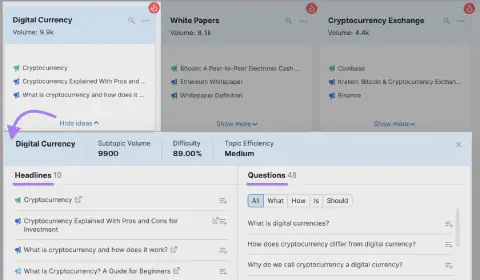 Digital Currency
Volume: 9.9k
Cryptocurrency
Cryptocurrency Explained With Pros and ...
What is cryptocurrency and how does it ...
Hide ideas
White Papers
Volume: 8.1k
Bitcoin: A Peer-to-Peer Electronic Cash ...
Ethereum Whitepaper
Whitepaper Definition
Show more
Cryptocurrency Exchange
Volume: 4.4k
Coinbase
Kraken: Bitcoin & Cryptocurrency Exchan...
Binance
Show more
Digital Currency
Subtopic Volume
9900
Difficulty
89.00%
Topic Efficiency
Medium
Headlines 10
Cryptocurrency
Cryptocurrency Explained With Pros and Cons for
Investment
What is cryptocurrency and how does it work?
What Is Cryptocurrency? A Guide for Beginners
Questions 48
All What How Is Should
What is digital currencies?
How does cryptocurrency differ from digital currency?
Why do we call cryptocurrency a digital currency?